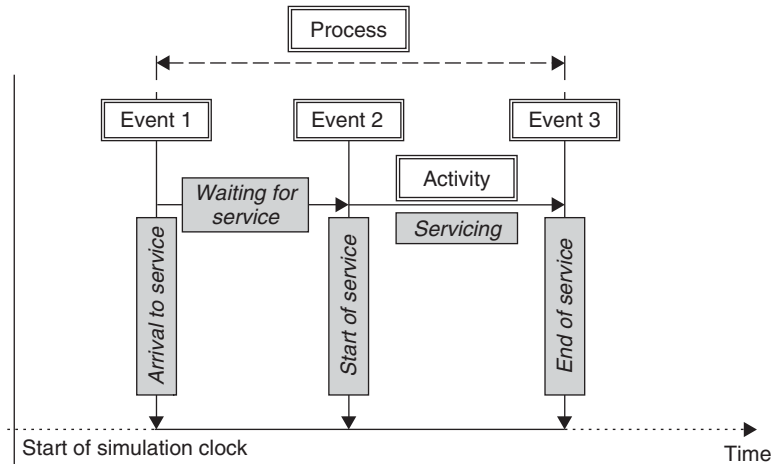 Process
Event 1
Event 2
Event 3
Waiting for
service
Activity
Servicing
Arrival to service
Start of service
End of service
Start of simulation clock
Time